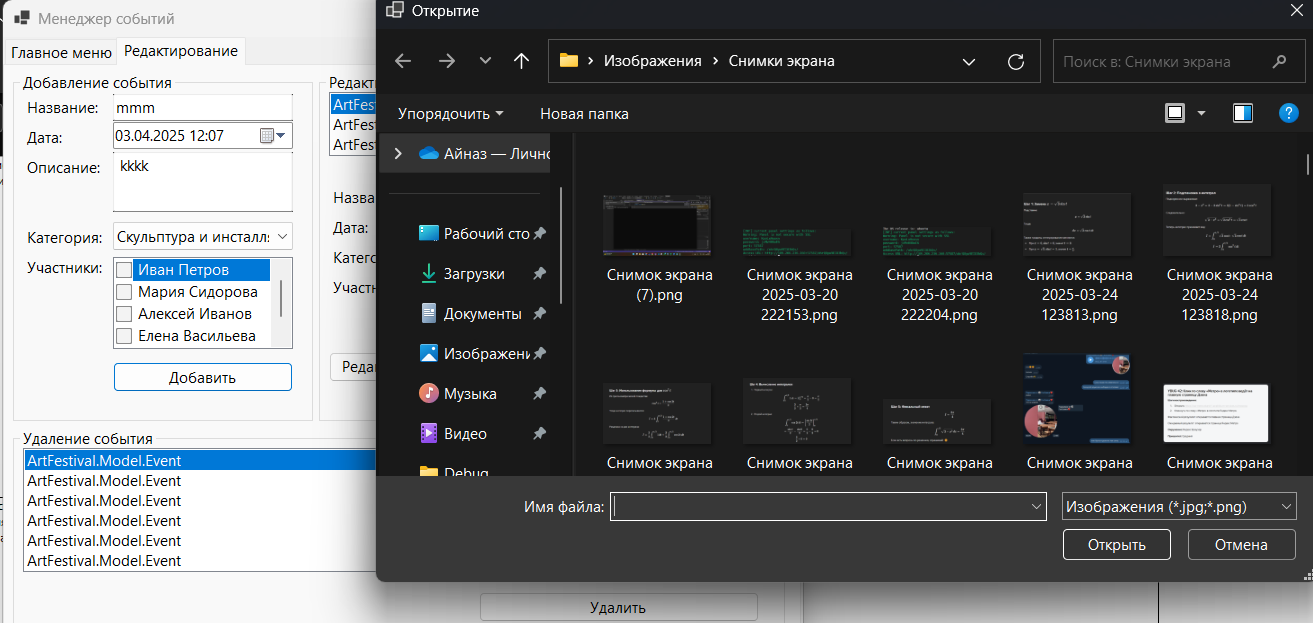 Менеджер событий
Главное меню
Редактирование
Добавление события
Название:
mmm
Дата:
03.04.2025 12:07
Описание:
kkkk
Категория:
Скульптура и инсталля
Участники:
Иван Петров
Мария Сидорова
Алексей Иванов
Елена Васильева
Добавить
Редакт
ArtFes
ArtFes
ArtFes
Назва
Дата:
Катего
Участн
Реда
Удаление события
ArtFestival.Model.Event
ArtFestival.Model.Event
ArtFestival.Model.Event
ArtFestival.Model.Event
ArtFestival.Model.Event
ArtFestival.Model.Event
Удалить
Открытие
Изображения
Снимки экрана
Поиск в: Снимки экрана
Упорядочить
Новая папка
Айназ — Лично
Рабочий сто
Загрузки
Документы
Изображени
Музыка
Видео
Debug
Снимок экрана
(7).png
Снимок экрана
2025-03-20
222153.png
Снимок экрана
2025-03-20
222204.png
Снимок экрана
2025-03-24
123813.png
Снимок экрана
2025-03-24
123818.png
Снимок экрана
Снимок экрана
Снимок экрана
Снимок экрана
Снимок экрана
Имя файла:
Изображения (*.jpg;*.png)
Открыть
Отмена